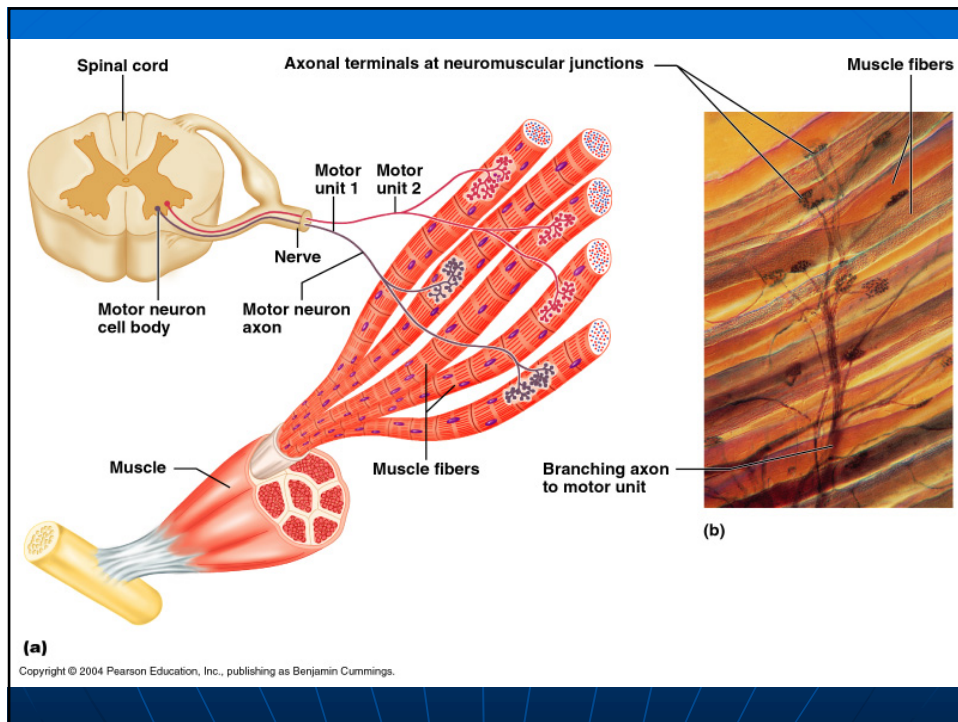 Spinal cord
Axonal terminals at neuromuscular junctions
Muscle fibers
Motor
unit 1
Motor
unit 2
Nerve
Motor neuron
cell body
Motor neuron
axon
Muscle
Muscle fibers
Branching axon
to motor unit
(b)
(a)
Copyright © 2004 Pearson Education, Inc., publishing as Benjamin Cummings.